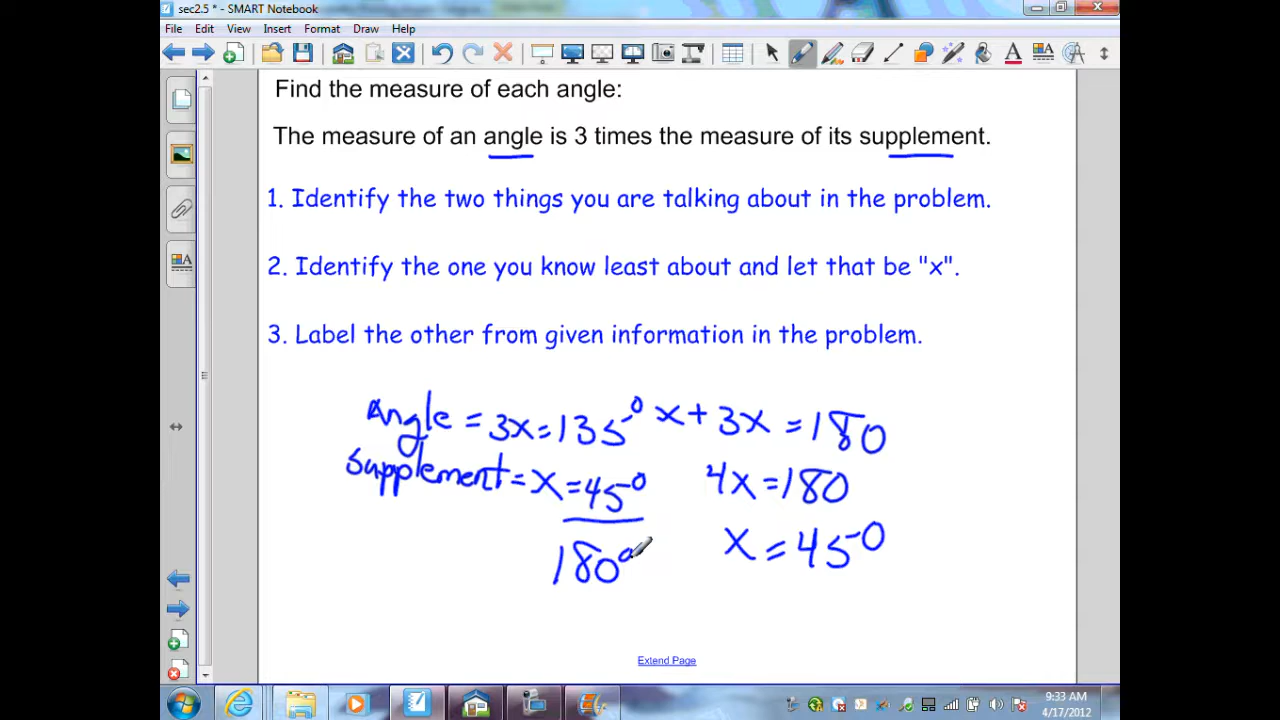 sec2.5 * - SMART Notebook
File Edit View Insert Format Draw Help
Find the measure of each angle:
The measure of an angle is 3 times the measure of its supplement.
1. Identify the two things you are talking about in the problem.
2. Identify the one you know least about and let that be "x".
3. Label the other from given information in the problem.
Angle = 3x = 135° x + 3x = 180
Supplement = x = 45° 4x = 180
180° x = 45°
Extend Page
9:33 AM
4/17/2012